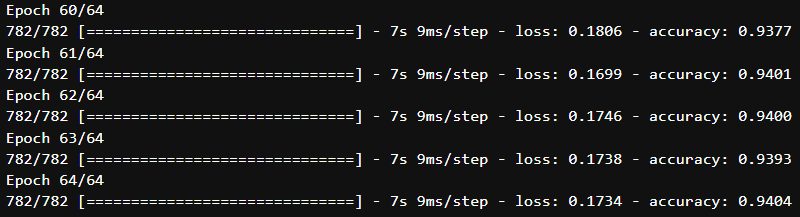 Epoch 60/64
782/782 [==============================] - 7s 9ms/step - loss: 0.1806 - accuracy: 0.9377
Epoch 61/64
782/782 [==============================] - 7s 9ms/step - loss: 0.1699 - accuracy: 0.9401
Epoch 62/64
782/782 [==============================] - 7s 9ms/step - loss: 0.1746 - accuracy: 0.9400
Epoch 63/64
782/782 [==============================] - 7s 9ms/step - loss: 0.1738 - accuracy: 0.9393
Epoch 64/64
782/782 [==============================] - 7s 9ms/step - loss: 0.1734 - accuracy: 0.9404